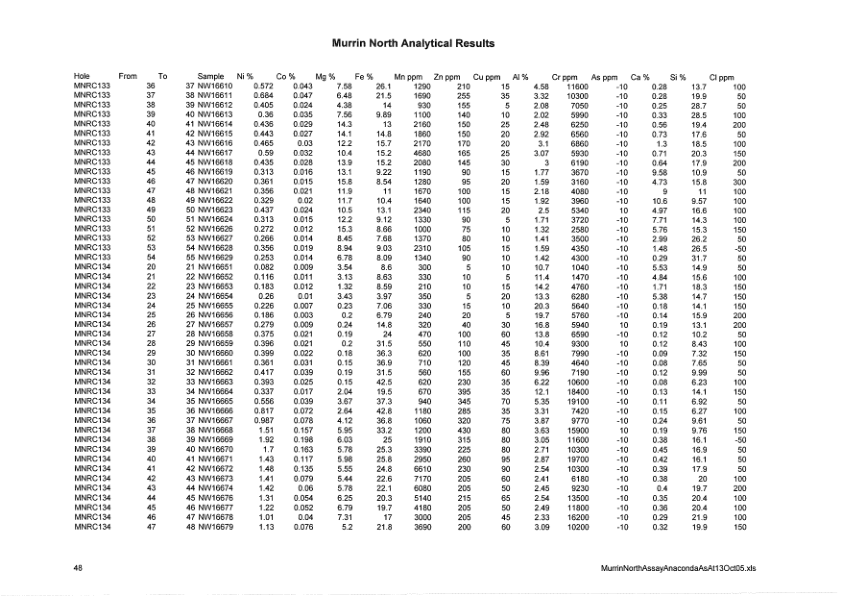 Murrin North Analytical Results
Hole From To Sample Ni % Co % Mg % Fe % Mn ppm Zn ppm Cu ppm Al % Cr ppm As ppm Ca % Si % Cl ppm
MNRC133 36 37 NW16610 0.572 0.043 7.58 26.1 1290 210 15 4.58 11600 -10 0.28 13.7 100
MNRC133 37 38 NW16611 0.684 0.047 6.48 21.5 1690 255 35 3.32 10300 -10 0.28 19.9 50
MNRC133 38 39 NW16612 0.405 0.024 4.38 14 930 155 5 2.08 7050 -10 0.25 28.7 50
MNRC133 39 40 NW16613 0.36 0.035 7.56 9.89 1100 140 10 2.02 5990 -10 0.33 28.5 100
MNRC133 40 41 NW16614 0.436 0.029 14.3 13 2160 150 25 2.48 6250 -10 0.56 19.4 200
MNRC133 41 42 NW16615 0.443 0.027 14.1 14.8 1860 150 20 2.92 6560 -10 0.73 17.6 50
MNRC133 42 43 NW16616 0.465 0.03 12.2 15.7 2170 170 20 3.1 6860 -10 1.3 18.5 100
MNRC133 43 44 NW16617 0.59 0.032 10.4 15.2 4680 165 25 3.07 5930 -10 0.71 20.3 150
MNRC133 44 45 NW16618 0.435 0.028 13.9 15.2 2080 145 30 3 6190 -10 0.64 17.9 200
MNRC133 45 46 NW16619 0.313 0.016 13.1 9.22 1190 90 15 1.77 3670 -10 9.58 10.9 50
MNRC133 46 47 NW16620 0.361 0.015 15.8 8.54 1280 95 20 1.59 3160 -10 4.73 15.8 300
MNRC133 47 48 NW16621 0.356 0.021 11.9 11 1670 100 15 2.18 4080 -10 9 11 100
MNRC133 48 49 NW16622 0.329 0.02 11.7 10.4 1640 100 15 1.92 3960 -10 10.6 9.57 100
MNRC133 49 50 NW16623 0.437 0.024 10.5 13.1 2340 115 20 2.5 5340 10 4.97 16.6 100
MNRC133 50 51 NW16624 0.313 0.015 12.2 9.12 1330 90 5 1.71 3720 -10 7.71 14.3 100
MNRC133 51 52 NW16626 0.272 0.012 15.3 8.66 1000 75 10 1.32 2580 -10 5.76 15.3 150
MNRC133 52 53 NW16627 0.266 0.014 8.45 7.68 1370 80 10 1.41 3500 -10 2.99 26.2 50
MNRC133 53 54 NW16628 0.356 0.019 8.94 9.03 2310 105 15 1.59 4350 -10 1.48 26.5 -50
MNRC133 54 55 NW16629 0.253 0.014 6.78 8.09 1340 90 10 1.42 4300 -10 0.29 31.7 50
MNRC134 20 21 NW16651 0.082 0.009 3.54 8.6 300 5 10 10.7 1040 -10 5.53 14.9 50
MNRC134 21 22 NW16652 0.116 0.011 3.13 8.63 330 10 5 11.4 1470 -10 4.84 15.6 100
MNRC134 22 23 NW16653 0.183 0.012 1.32 8.59 210 10 15 14.2 4760 -10 1.71 18.3 150
MNRC134 23 24 NW16654 0.26 0.01 3.43 3.97 350 5 20 13.3 6280 -10 5.38 14.7 150
MNRC134 24 25 NW16655 0.226 0.007 0.23 7.06 330 15 10 20.3 5640 -10 0.18 14.1 150
MNRC134 25 26 NW16656 0.186 0.003 0.2 6.79 240 20 5 19.7 5760 -10 0.14 15.9 200
MNRC134 26 27 NW16657 0.279 0.009 0.24 14.8 320 40 30 16.8 5940 10 0.19 13.1 200
MNRC134 27 28 NW16658 0.375 0.021 0.19 24 470 100 60 13.8 6590 -10 0.12 10.2 50
MNRC134 28 29 NW16659 0.396 0.021 0.2 31.5 550 110 45 10.4 9300 10 0.12 8.43 100
MNRC134 29 30 NW16660 0.399 0.022 0.18 36.3 620 100 35 8.61 7990 -10 0.09 7.32 150
MNRC134 30 31 NW16661 0.361 0.031 0.15 36.9 710 120 45 8.39 4640 -10 0.08 7.65 50
MNRC134 31 32 NW16662 0.417 0.039 0.19 31.5 560 155 60 9.96 7190 -10 0.12 9.99 50
MNRC134 32 33 NW16663 0.393 0.025 0.15 42.5 620 230 35 6.22 10600 -10 0.08 6.23 100
MNRC134 33 34 NW16664 0.337 0.017 2.04 19.5 670 395 35 12.1 18400 -10 0.13 14.1 150
MNRC134 34 35 NW16665 0.556 0.039 3.67 37.3 940 345 70 5.35 19100 -10 0.11 6.92 50
MNRC134 35 36 NW16666 0.817 0.072 2.64 42.8 1180 285 35 3.31 7420 -10 0.15 6.27 100
MNRC134 36 37 NW16667 0.987 0.078 4.12 36.8 1060 320 75 3.87 9770 -10 0.24 9.61 50
MNRC134 37 38 NW16668 1.51 0.157 5.95 33.2 1200 430 80 3.63 15900 10 0.19 9.76 150
MNRC134 38 39 NW16669 1.92 0.198 6.03 25 1910 315 80 3.05 11600 -10 0.38 16.1 -50
MNRC134 39 40 NW16670 1.7 0.163 5.78 25.3 3390 225 80 2.71 10300 -10 0.45 16.9 50
MNRC134 40 41 NW16671 1.43 0.117 5.98 25.8 2950 260 95 2.87 19700 -10 0.42 16.1 50
MNRC134 41 42 NW16672 1.48 0.135 5.55 24.8 6610 230 90 2.54 10300 -10 0.39 17.9 50
MNRC134 42 43 NW16673 1.41 0.079 5.44 22.6 7170 205 60 2.41 6180 -10 0.38 20 100
MNRC134 43 44 NW16674 1.42 0.06 5.78 22.1 6080 205 50 2.45 9230 -10 0.4 19.7 200
MNRC134 44 45 NW16676 1.31 0.054 6.25 20.3 5140 215 65 2.54 13500 -10 0.35 20.4 100
MNRC134 45 46 NW16677 1.22 0.052 6.79 19.7 4180 205 50 2.49 11800 -10 0.36 20.4 100
MNRC134 46 47 NW16678 1.01 0.04 7.31 17 3000 205 45 2.33 16200 -10 0.29 21.9 100
MNRC134 47 48 NW16679 1.13 0.076 5.2 21.8 3690 200 60 3.09 10200 -10 0.32 19.9 150
48 MurrinNorthAssayAnacondaAsAt13Oct05.xls